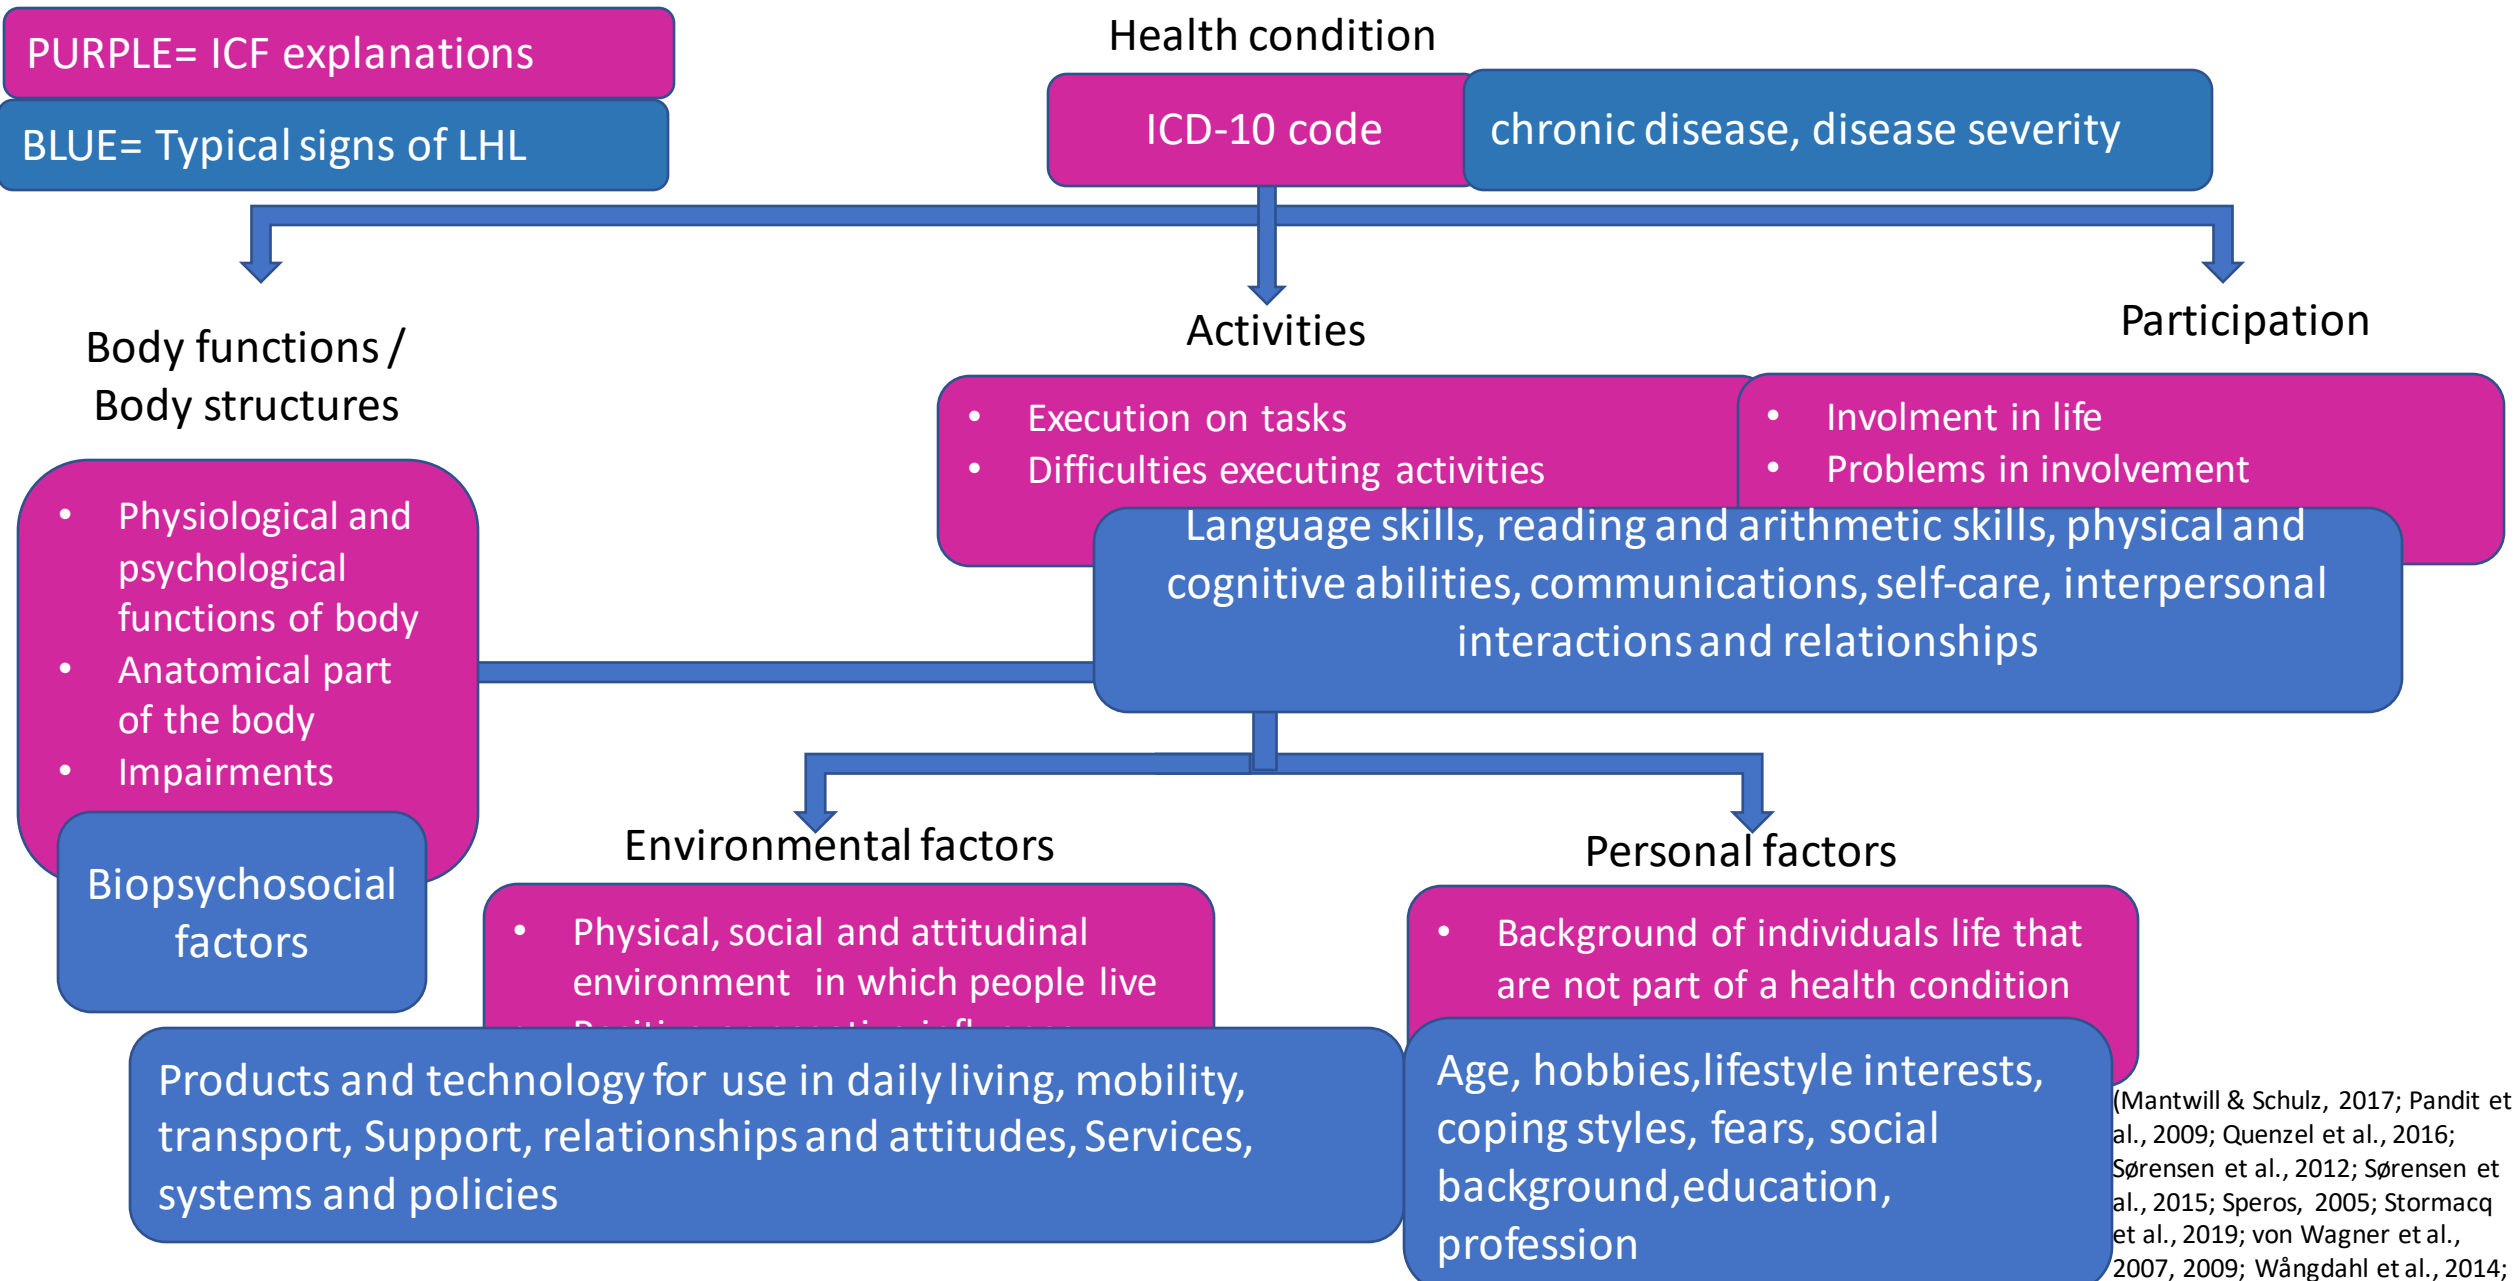 PURPLE= ICF explanations
BLUE= Typical signs of LHL
Health condition
ICD-10 code
chronic disease, disease severity
Body functions /
Body structures
• Physiological and
psychological
functions of body
• Anatomical part
of the body
• Impairments
Biopsychosocial
factors
Activities
• Execution on tasks
• Difficulties executing activities
Participation
• Involment in life
• Problems in involvement
Language skills, reading and arithmetic skills, physical and
cognitive abilities, communications, self-care, interpersonal
interactions and relationships
Environmental factors
• Physical, social and attitudinal
environment in which people live
Products and technology for use in daily living, mobility,
transport, Support, relationships and attitudes, Services,
systems and policies
Personal factors
• Background of individuals life that
are not part of a health condition
Age, hobbies,lifestyle interests,
coping styles, fears, social
background,education,
profession
(Mantwill & Schulz, 2017; Pandit et
al., 2009; Quenzel et al., 2016;
Sørensen et al., 2012; Sørensen et
al., 2015; Speros, 2005; Stormacq
et al., 2019; von Wagner et al.,
2007, 2009; Wångdahl et al., 2014;